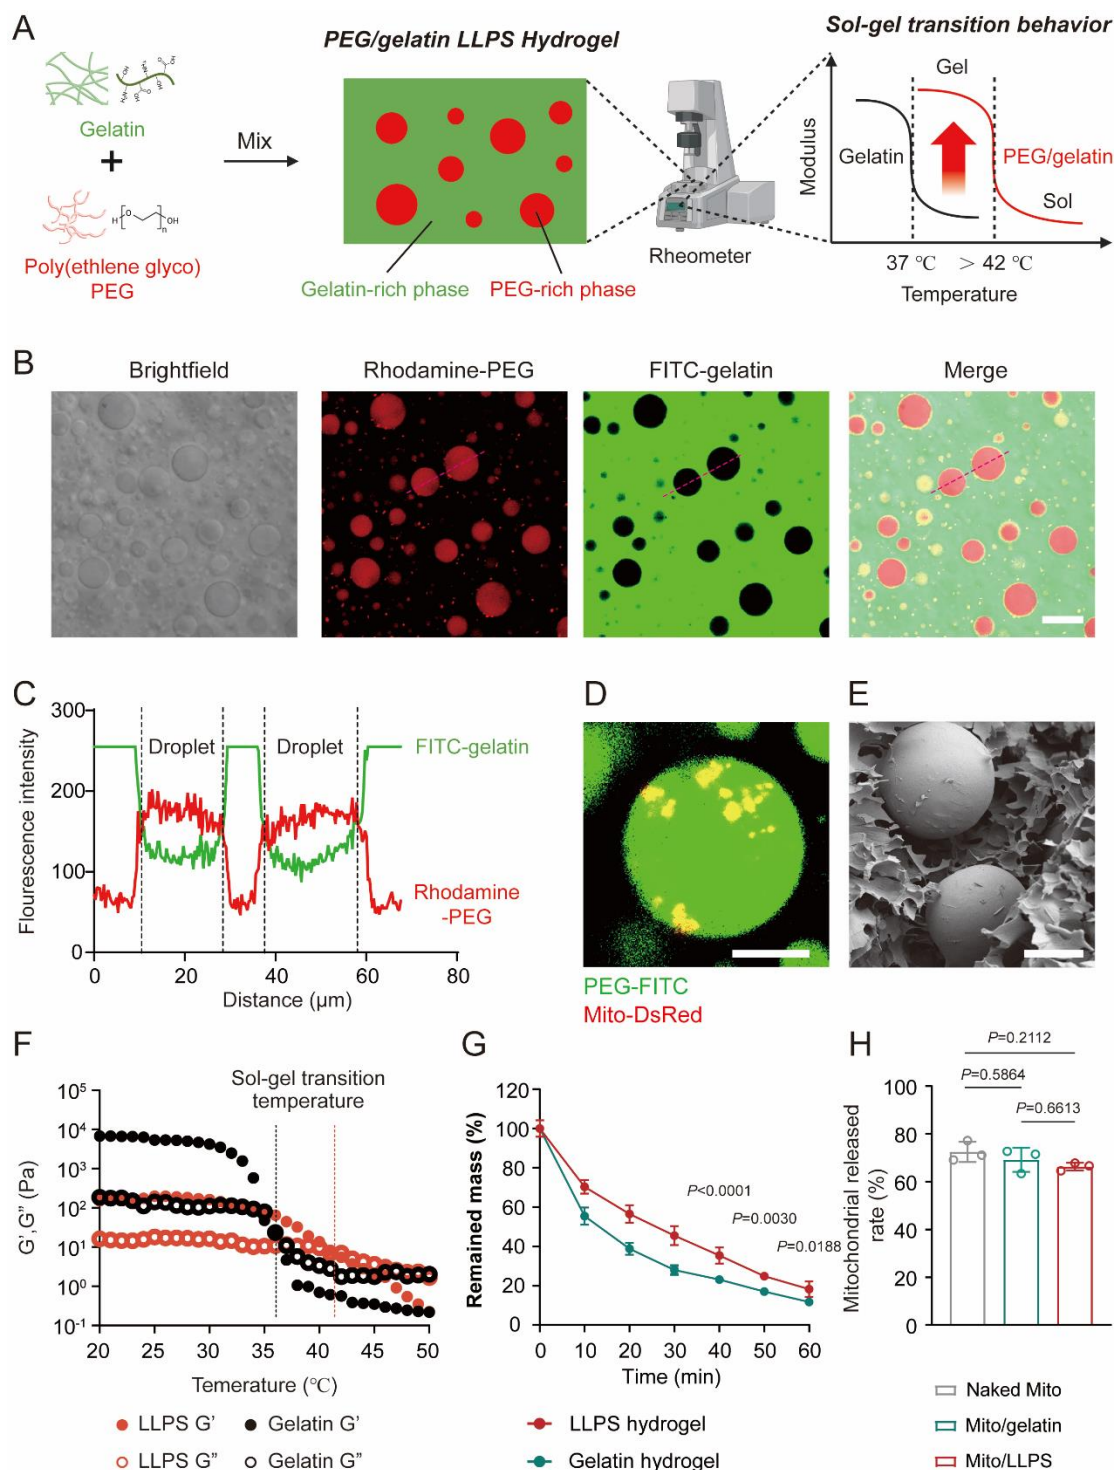 A
PEG/gelatin LLPS Hydrogel
Sol-gel transition behavior
Gelatin
+
Poly(ethlene glyco)
PEG
Mix
Gelatin-rich phase
PEG-rich phase
Rheometer
Modulus
Gel
Gelatin
PEG/gelatin
Sol
37 ℃ > 42 ℃
Temperature
B
Brightfield
Rhodamine-PEG
FITC-gelatin
Merge
C
Flourescence intensity
300
200
100
0
Droplet
Droplet
FITC-gelatin
Rhodamine
-PEG
0 20 40 60 80
Distance (µm)
D
PEG-FITC
Mito-DsRed
E
F
Sol-gel transition
temperature
G',G" (Pa)
10⁵
10⁴
10³
10²
10¹
10⁰
10⁻¹
20 25 30 35 40 45 50
Temerature (℃)
LLPS G'
Gelatin G'
LLPS G"
Gelatin G"
G
Remained mass (%)
120
100
80
60
40
20
0
P<0.0001
P=0.0030
P=0.0188
0 10 20 30 40 50 60
Time (min)
LLPS hydrogel
Gelatin hydrogel
H
P=0.2112
P=0.5864
P=0.6613
Mitochondrial released
rate (%)
100
80
60
40
20
0
Naked Mito
Mito/gelatin
Mito/LLPS